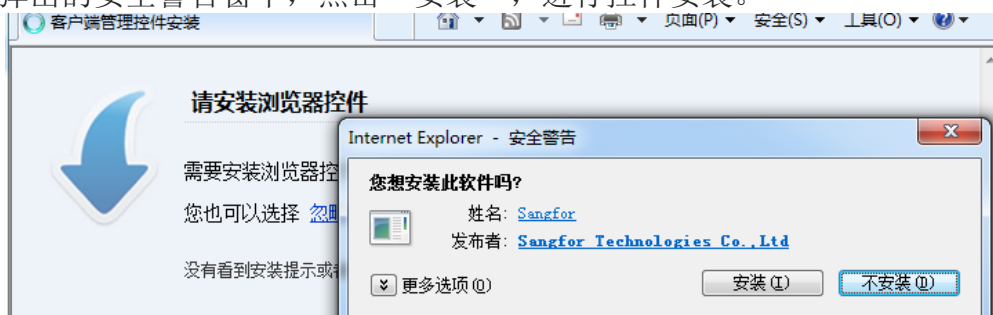 弹出的安全警告窗中，点击“安装”，进行控件安装。
客户端管理控件安装
页面(P) 安全(S) 工具(O)
请安装浏览器控件
Internet Explorer - 安全警告
需要安装浏览器控
您想安装此软件吗?
您也可以选择
姓名: Sangfor
发布者: Sangfor Technologies Co.,Ltd
没有看到安装提示或
更多选项(O)
安装(I)
不安装(D)